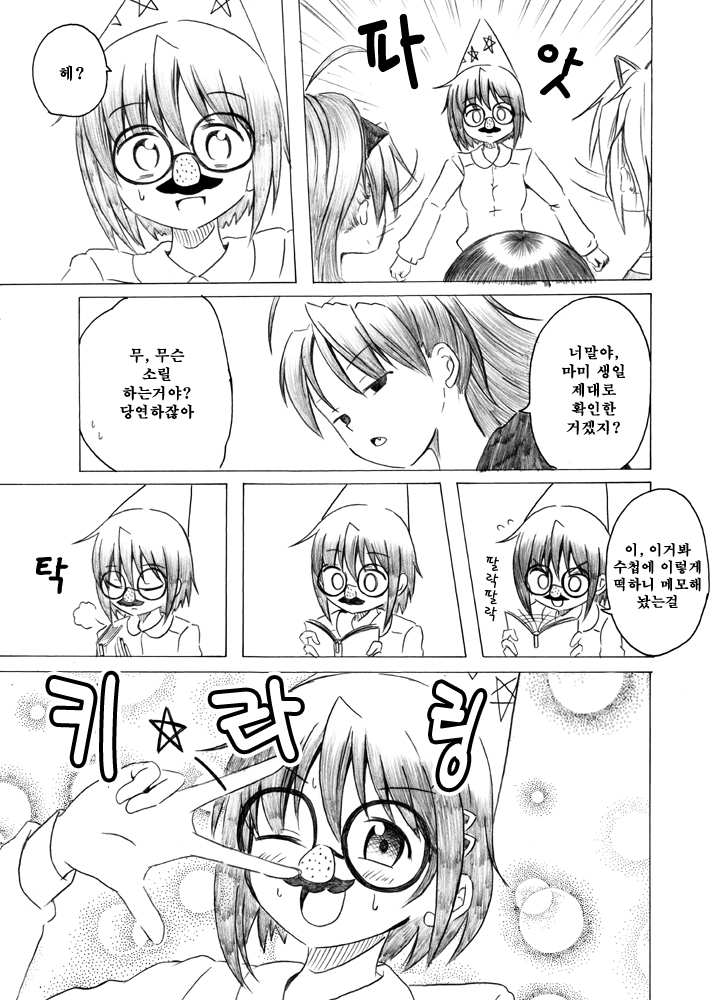 파앗
헤?
너말야,
마미 생일
제대로
확인한
거겠지?
무, 무슨
소릴
하는거야?
당연하잖아
이, 이거봐
수첩에 이렇게
떡하니 메모해
놨는걸
팔락팔락
탁
키라링